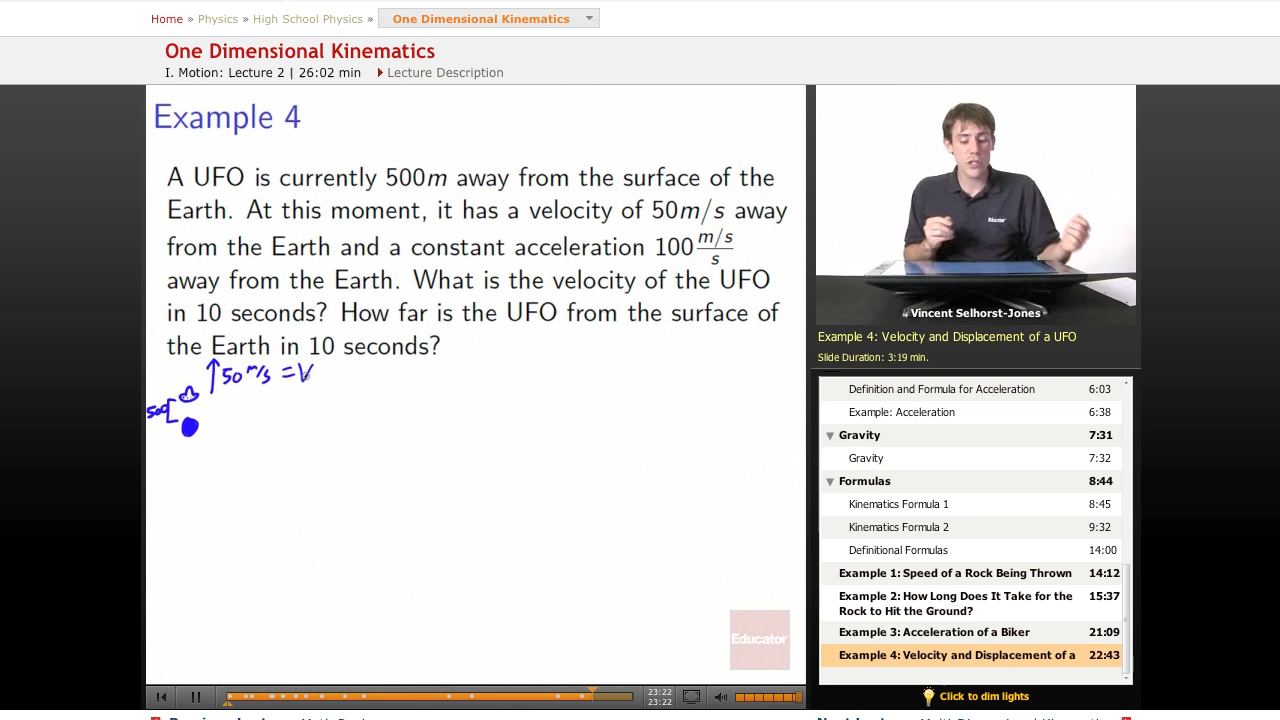 Home » Physics » High School Physics » One Dimensional Kinematics
One Dimensional Kinematics
I. Motion: Lecture 2 | 26:02 min Lecture Description
Example 4
A UFO is currently 500m away from the surface of the
Earth. At this moment, it has a velocity of 50m/s away
from the Earth and a constant acceleration 100 m/s / s
away from the Earth. What is the velocity of the UFO
in 10 seconds? How far is the UFO from the surface of
the Earth in 10 seconds?
50 m/s = V
500
Educator
Vincent Selhorst-Jones
Example 4: Velocity and Displacement of a UFO
Slide Duration: 3:19 min.
Definition and Formula for Acceleration 6:03
Example: Acceleration 6:38
Gravity 7:31
Gravity 7:32
Formulas 8:44
Kinematics Formula 1 8:45
Kinematics Formula 2 9:32
Definitional Formulas 14:00
Example 1: Speed of a Rock Being Thrown 14:12
Example 2: How Long Does It Take for the 15:37
Rock to Hit the Ground?
Example 3: Acceleration of a Biker 21:09
Example 4: Velocity and Displacement of a 22:43
23:22
23:22
Click to dim lights